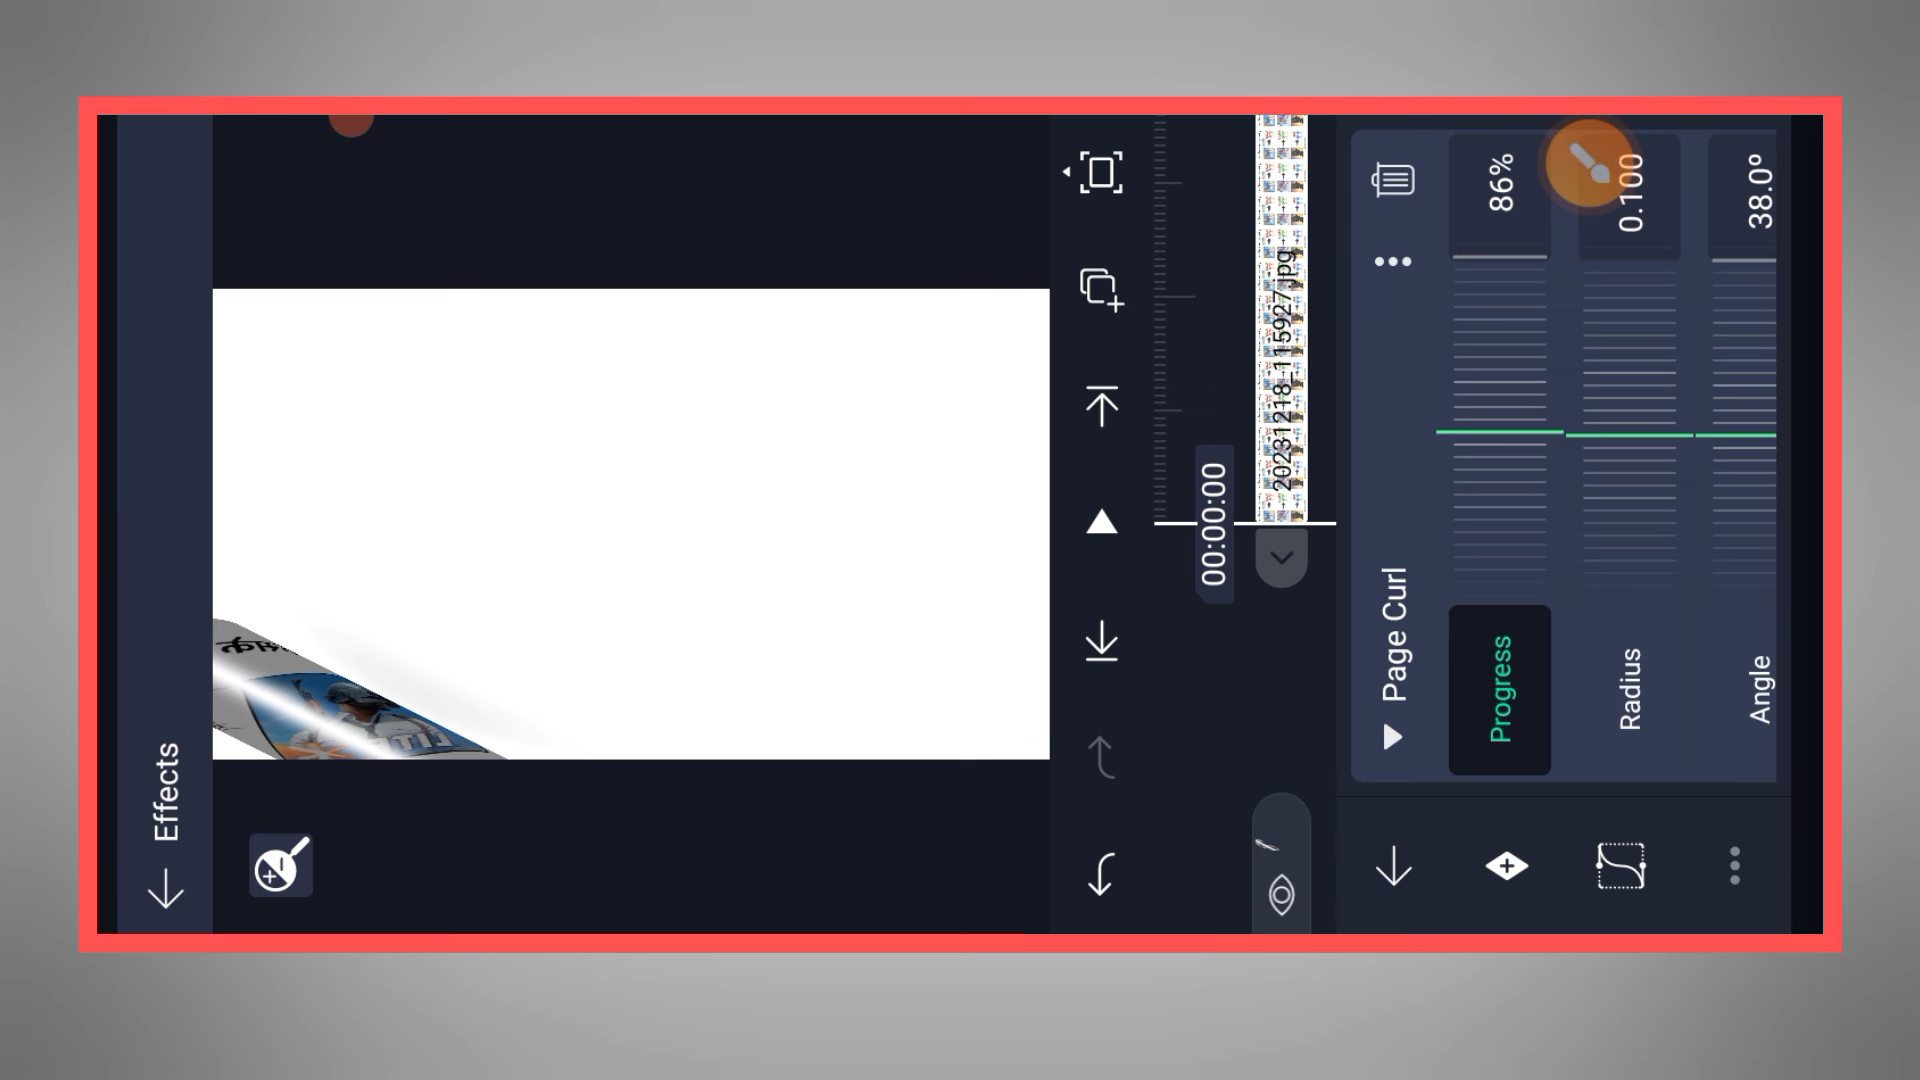 Effects
00:00:00
20231218_115927.jpg
Page Curl
Progress
86%
Radius
0.100
Angle
38.0°